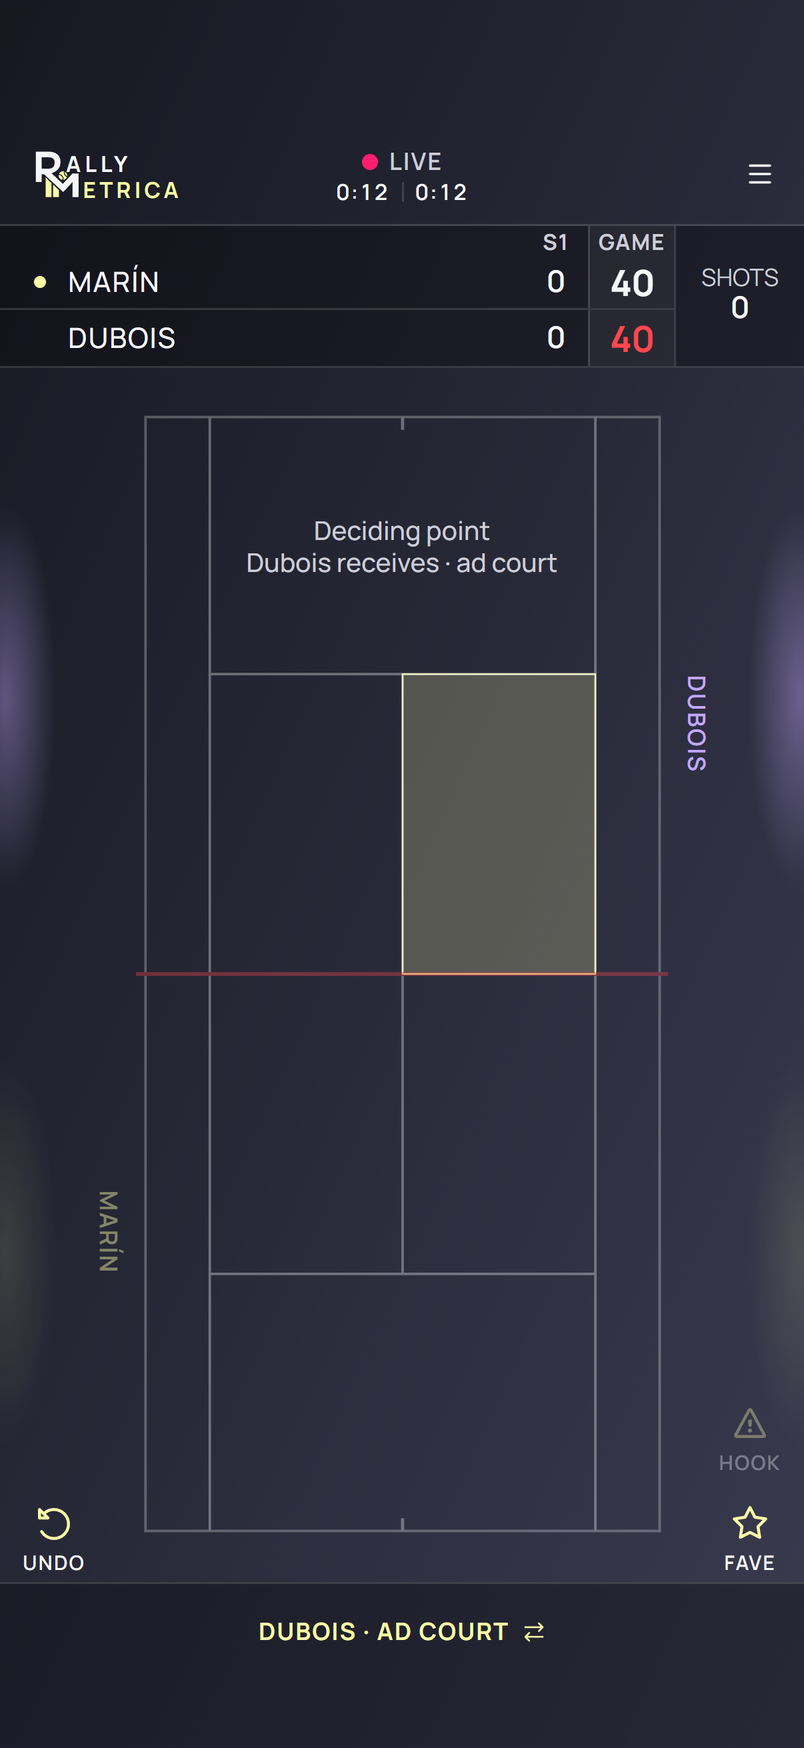 RALLY
METRICA
LIVE
0:12 | 0:12
S1 GAME
MARÍN 0 40
DUBOIS 0 40
SHOTS
0
Deciding point
Dubois receives · ad court
DUBOIS
MARÍN
HOOK
UNDO
FAVE
DUBOIS · AD COURT